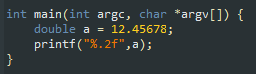 int main(int argc, char *argv[]) {
    double a = 12.45678;
    printf("%.2f",a);
}